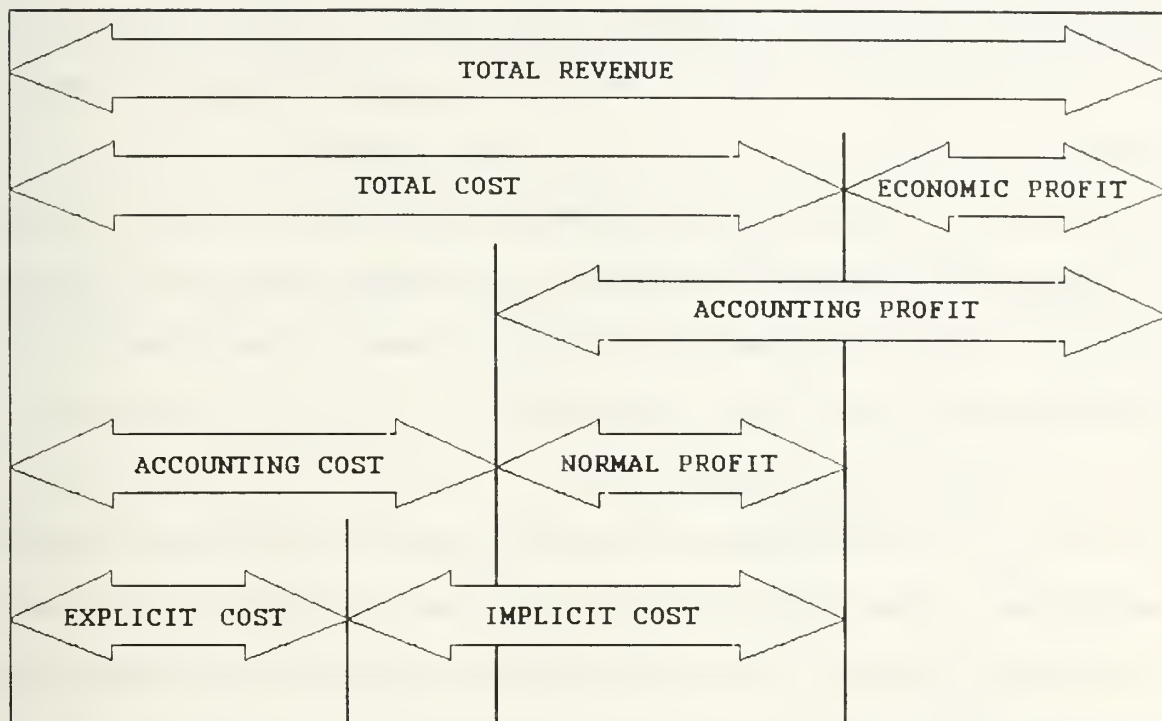 TOTAL REVENUE
TOTAL COST
ECONOMIC PROFIT
ACCOUNTING PROFIT
ACCOUNTING COST
NORMAL PROFIT
EXPLICIT COST
IMPLICIT COST